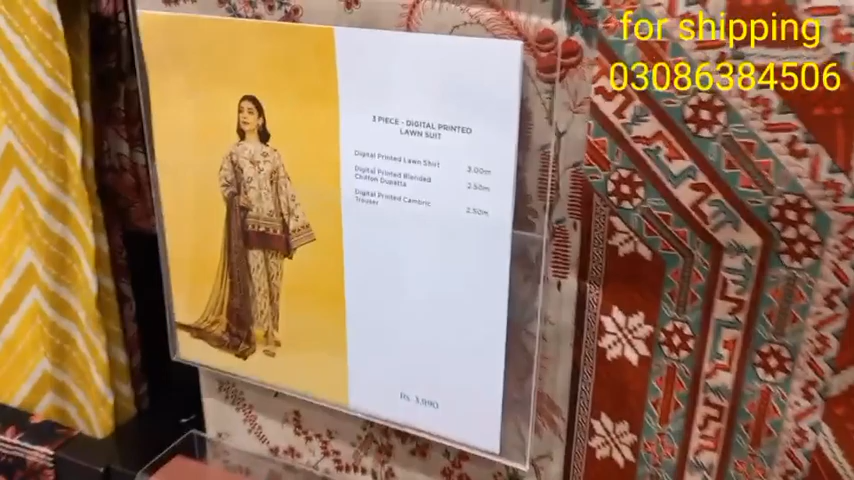 for shipping
03086384506
3 PIECE - DIGITAL PRINTED
LAWN SUIT
Digital Printed Lawn Shirt 3.00m
Digital Printed Blended
Chiffon Dupatta 2.50m
Digital Printed Cambric
Trouser 2.50m
Rs. 3,990